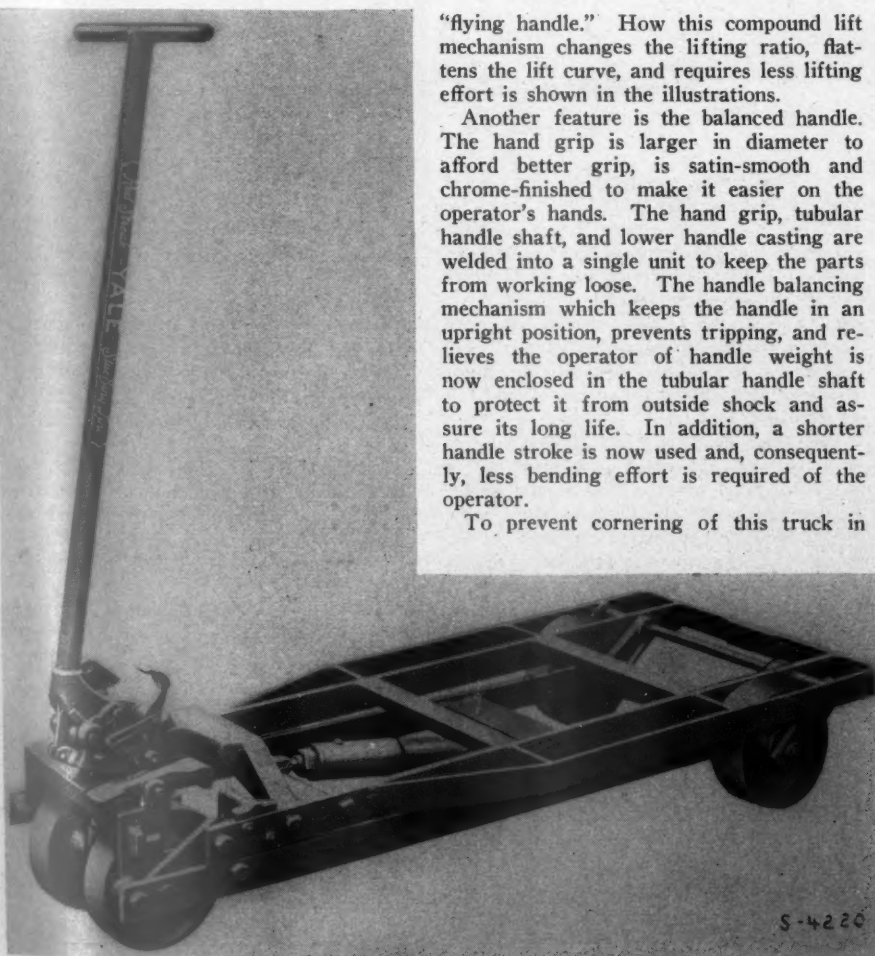 “flying handle.” How this compound lift
mechanism changes the lifting ratio, flat-
tens the lift curve, and requires less lifting
effort is shown in the illustrations.
Another feature is the balanced handle.
The hand grip is larger in diameter to
afford better grip, is satin-smooth and
chrome-finished to make it easier on the
operator's hands. The hand grip, tubular
handle shaft, and lower handle casting are
welded into a single unit to keep the parts
from working loose. The handle balancing
mechanism which keeps the handle in an
upright position, prevents tripping, and re-
lieves the operator of handle weight is
now enclosed in the tubular handle shaft
to protect it from outside shock and as-
sure its long life. In addition, a shorter
handle stroke is now used and, consequent-
ly, less bending effort is required of the
operator.
To prevent cornering of this truck in
YALE
S-4220